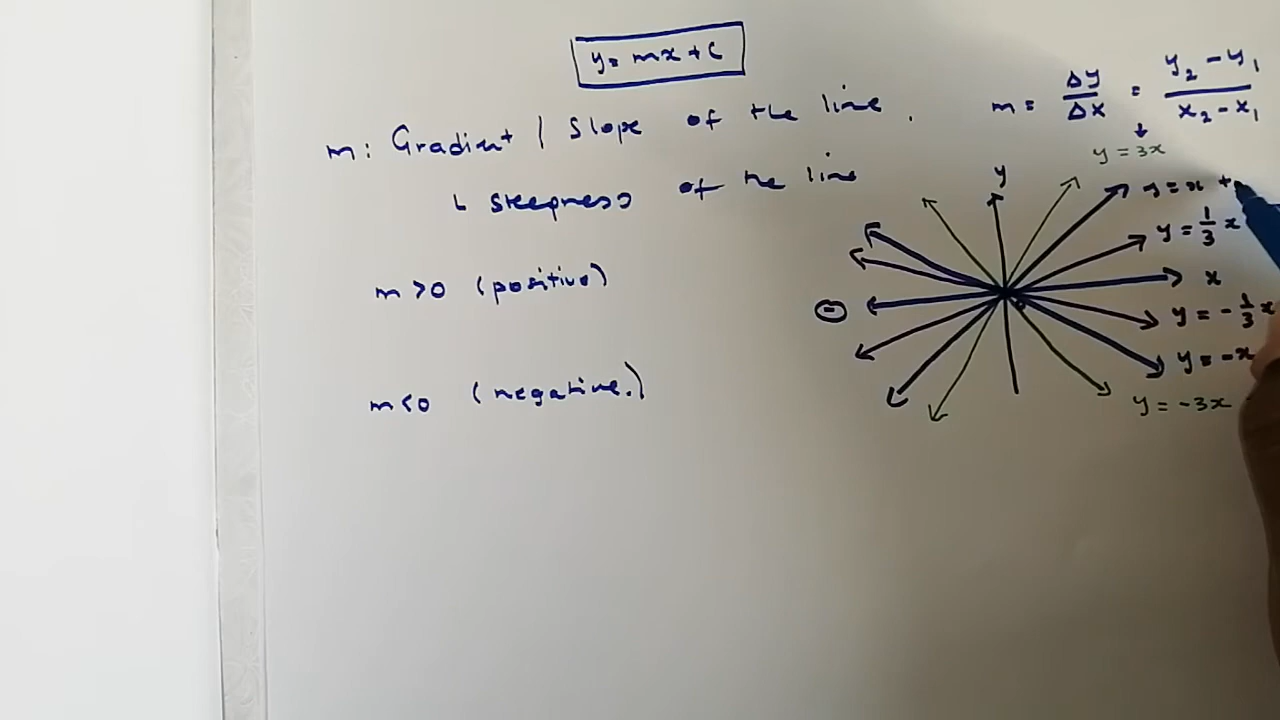 y = mx + c
m : Gradient | Slope of the line .
m = Δy/Δx = (y₂ - y₁)/(x₂ - x₁)
↳ steepness of the line
y = 3x
y
y = x +
y = 1/3 x
x
m > 0 (positive)
y = -1/3 x
y = -x
m < 0 (negative.)
y = -3x